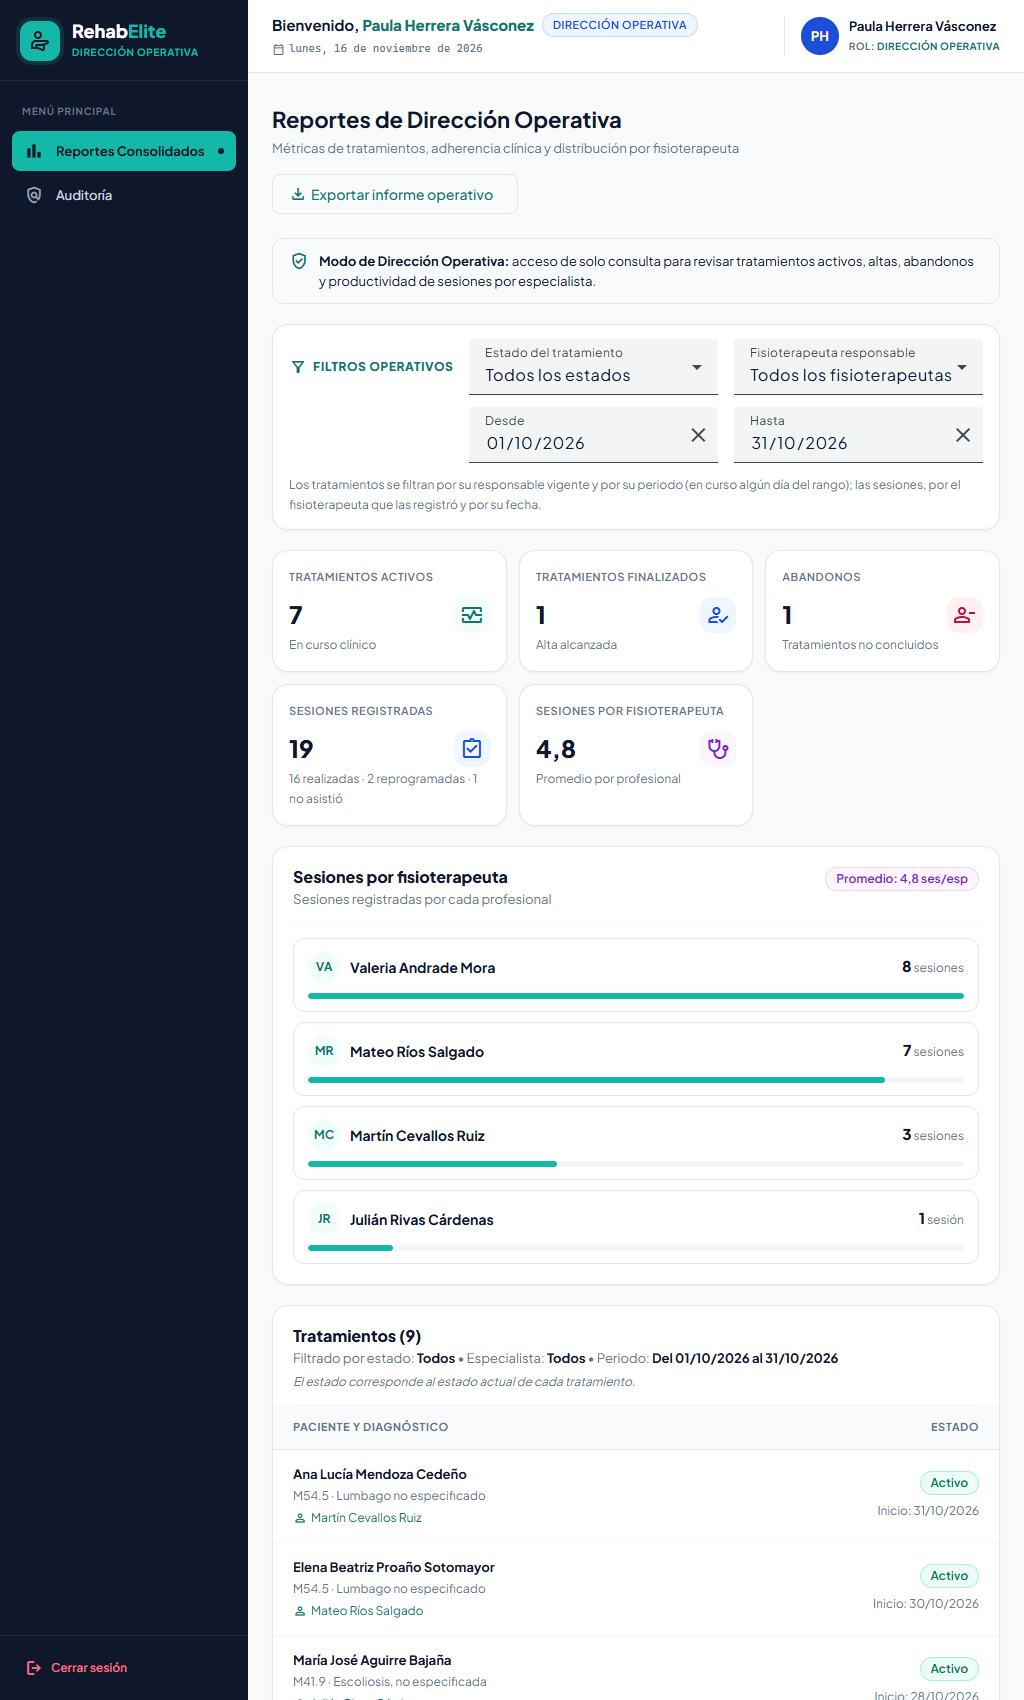 RehabElite
DIRECCIÓN OPERATIVA
MENÚ PRINCIPAL
Reportes Consolidados
Auditoría
Cerrar sesión
Bienvenido, Paula Herrera Vásconez
DIRECCIÓN OPERATIVA
lunes, 16 de noviembre de 2026
PH
Paula Herrera Vásconez
ROL: DIRECCIÓN OPERATIVA
Reportes de Dirección Operativa
Métricas de tratamientos, adherencia clínica y distribución por fisioterapeuta
Exportar informe operativo
Modo de Dirección Operativa: acceso de solo consulta para revisar tratamientos activos, altas, abandonos
y productividad de sesiones por especialista.
FILTROS OPERATIVOS
Estado del tratamiento
Todos los estados
Fisioterapeuta responsable
Todos los fisioterapeutas
Desde
01/10/2026
Hasta
31/10/2026
Los tratamientos se filtran por su responsable vigente y por su periodo (en curso algún día del rango); las sesiones, por el
fisioterapeuta que las registró y por su fecha.
TRATAMIENTOS ACTIVOS
7
En curso clínico
TRATAMIENTOS FINALIZADOS
1
Alta alcanzada
ABANDONOS
1
Tratamientos no concluidos
SESIONES REGISTRADAS
19
16 realizadas · 2 reprogramadas · 1
no asistió
SESIONES POR FISIOTERAPEUTA
4,8
Promedio por profesional
Sesiones por fisioterapeuta
Sesiones registradas por cada profesional
Promedio: 4,8 ses/esp
VA
Valeria Andrade Mora
8 sesiones
MR
Mateo Ríos Salgado
7 sesiones
MC
Martín Cevallos Ruiz
3 sesiones
JR
Julián Rivas Cárdenas
1 sesión
Tratamientos (9)
Filtrado por estado: Todos • Especialista: Todos • Periodo: Del 01/10/2026 al 31/10/2026
El estado corresponde al estado actual de cada tratamiento.
PACIENTE Y DIAGNÓSTICO
ESTADO
Ana Lucía Mendoza Cedeño
M54.5 · Lumbago no especificado
Martín Cevallos Ruiz
Activo
Inicio: 31/10/2026
Elena Beatriz Proaño Sotomayor
M54.5 · Lumbago no especificado
Mateo Ríos Salgado
Activo
Inicio: 30/10/2026
María José Aguirre Bajaña
M41.9 · Escoliosis, no especificada
Activo
Inicio: 28/10/2026